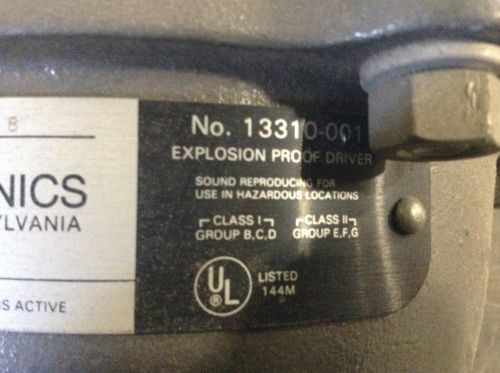 B
NICS
YLVANIA
IS ACTIVE
No. 13310-001
EXPLOSION PROOF DRIVER
SOUND REPRODUCING FOR
USE IN HAZARDOUS LOCATIONS
CLASS I CLASS II
GROUP B,C,D GROUP E,F,G
UL ®
LISTED
144M